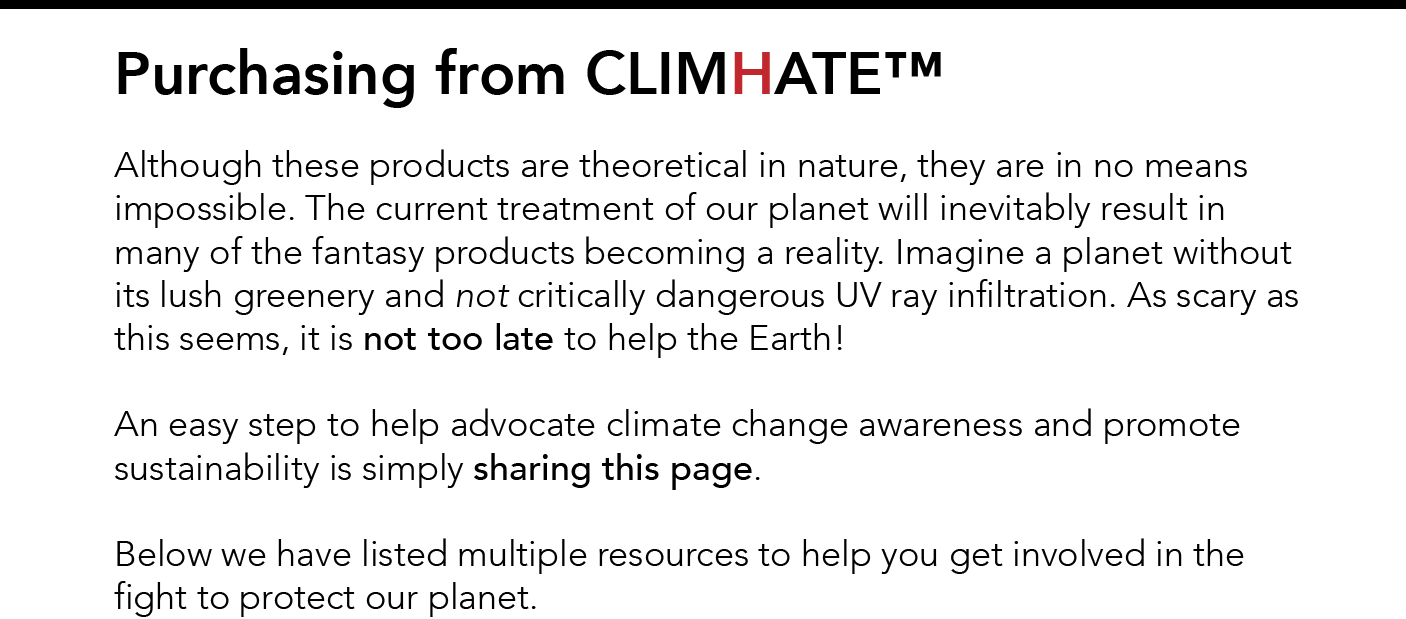 Purchasing from CLIMHATE™
Although these products are theoretical in nature, they are in no means
impossible. The current treatment of our planet will inevitably result in
many of the fantasy products becoming a reality. Imagine a planet without
its lush greenery and not critically dangerous UV ray infiltration. As scary as
this seems, it is not too late to help the Earth!
An easy step to help advocate climate change awareness and promote
sustainability is simply sharing this page.
Below we have listed multiple resources to help you get involved in the
fight to protect our planet.